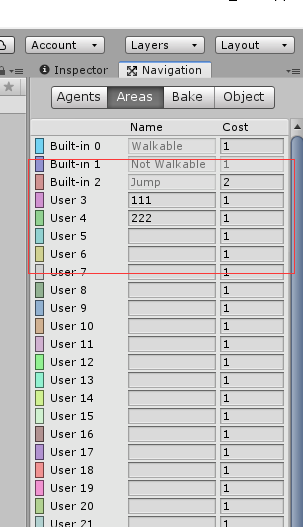 Account Layers Layout
Inspector Navigation
Agents Areas Bake Object
Name Cost
Built-in 0 Walkable 1
Built-in 1 Not Walkable 1
Built-in 2 Jump 2
User 3 111 1
User 4 222 1
User 5 1
User 6 1
User 7 1
User 8 1
User 9 1
User 10 1
User 11 1
User 12 1
User 13 1
User 14 1
User 15 1
User 16 1
User 17 1
User 18 1
User 19 1
User 20 1
User 21 1